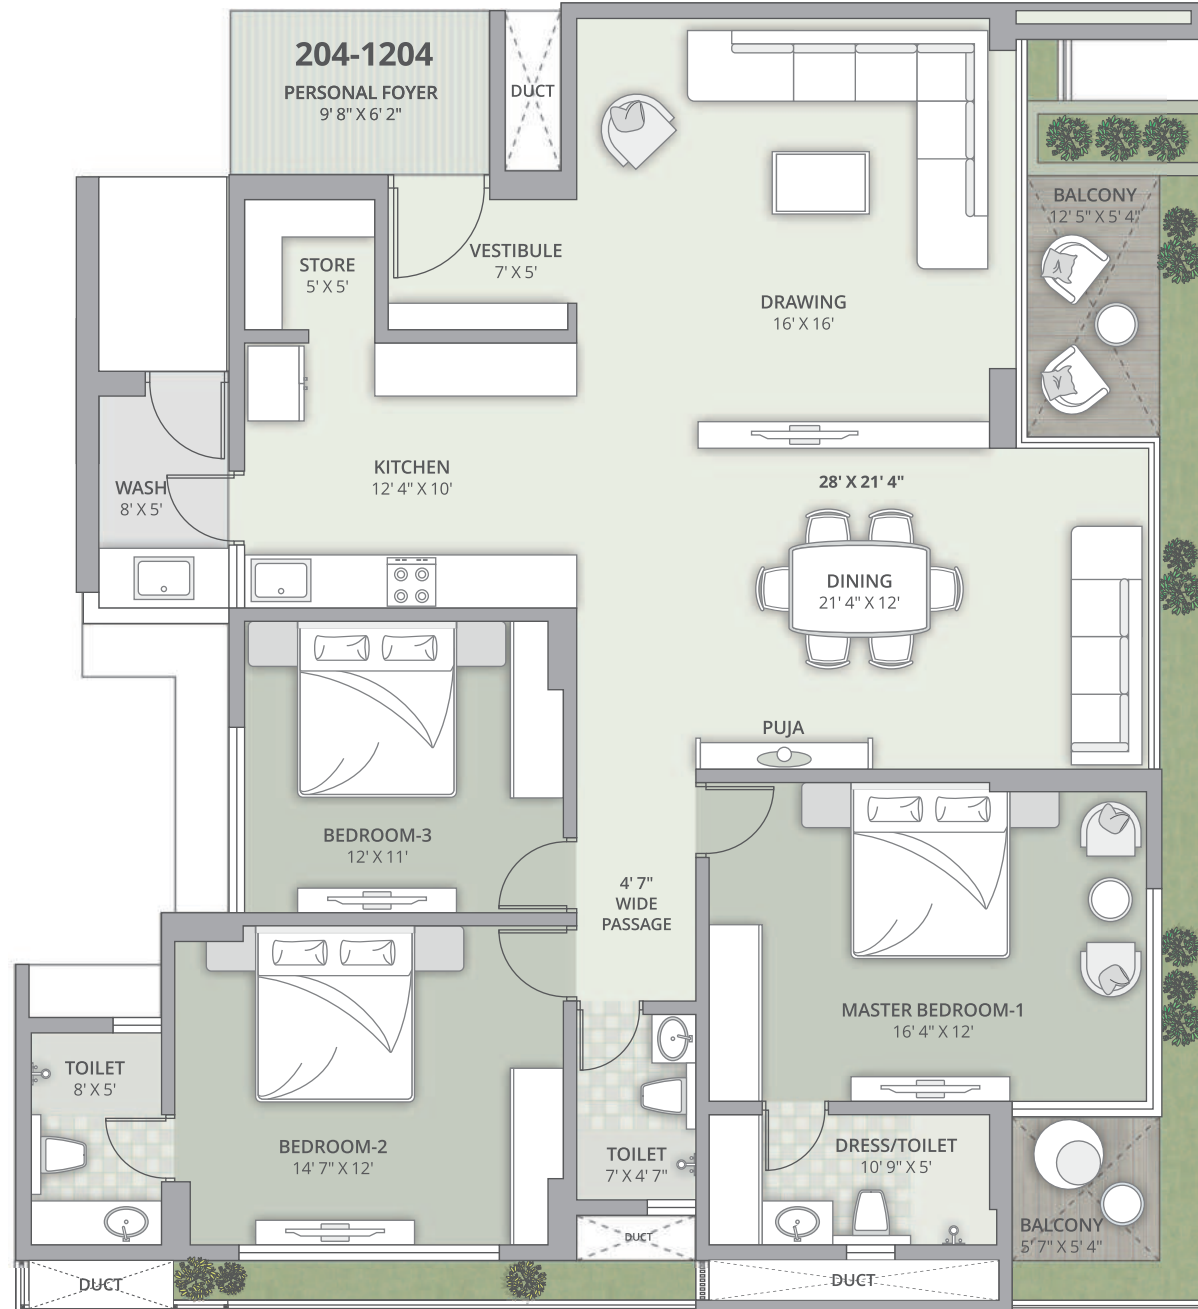 204-1204
PERSONAL FOYER
9' 8" X 6' 2"
DUCT
BALCONY
12' 5" X 5' 4"
VESTIBULE
7' X 5'
STORE
5' X 5'
DRAWING
16' X 16'
KITCHEN
12' 4" X 10'
WASH
8' X 5'
28' X 21' 4"
DINING
21' 4" X 12'
PUJA
BEDROOM-3
12' X 11'
4' 7"
WIDE
PASSAGE
MASTER BEDROOM-1
16' 4" X 12'
TOILET
8' X 5'
BEDROOM-2
14' 7" X 12'
TOILET
7' X 4' 7"
DRESS/TOILET
10' 9" X 5'
BALCONY
5' 7" X 5' 4"
DUCT
DUCT
DUCT